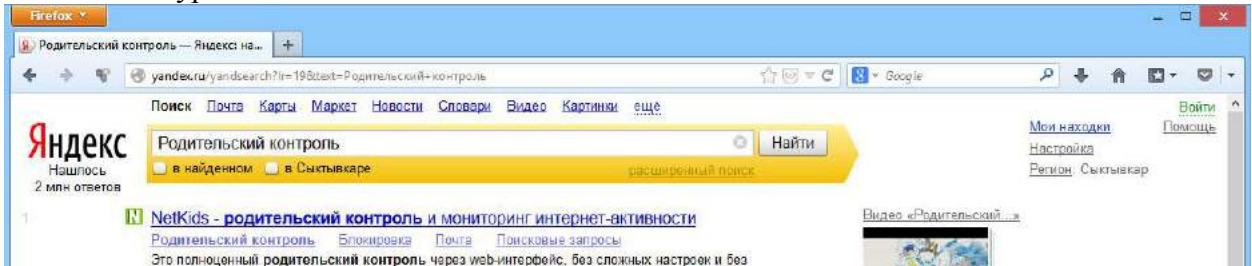 Firefox
Родительский контроль — Яндекс: на...
yandex.ru/yandsearch?lr=19&text=Родительский+контроль
Google
Поиск Почта Карты Маркет Новости Словари Видео Картинки ещё
Войти
Яндекс
Родительский контроль
Найти
Мои находки
Помощь
Настройка
Нашлось
2 млн ответов
в найденном
в Сыктывкаре
расширенный поиск
Регион: Сыктывкар
1
NetKids - родительский контроль и мониторинг интернет-активности
Видео «Родительский...»
Родительский контроль Блокировка Почта Поисковые запросы
Это полноценный родительский контроль через web-интерфейс, без сложных настроек и без